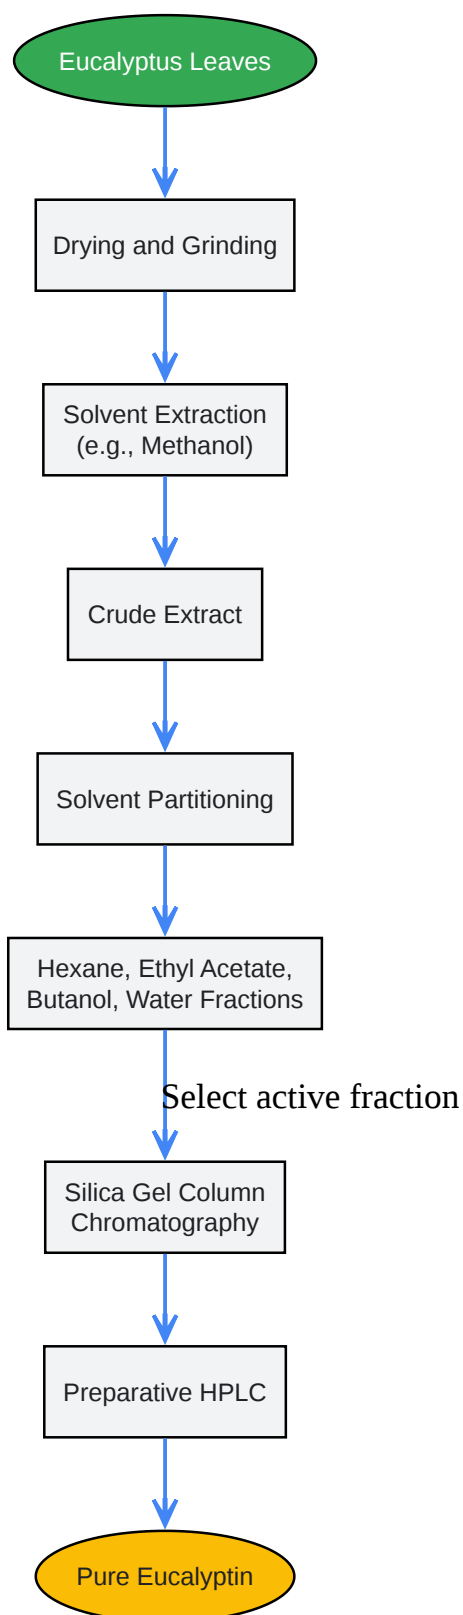 Eucalyptus Leaves
Drying and Grinding
Solvent Extraction
(e.g., Methanol)
Crude Extract
Solvent Partitioning
Hexane, Ethyl Acetate,
Butanol, Water Fractions
Select active fraction
Silica Gel Column
Chromatography
Preparative HPLC
Pure Eucalyptin